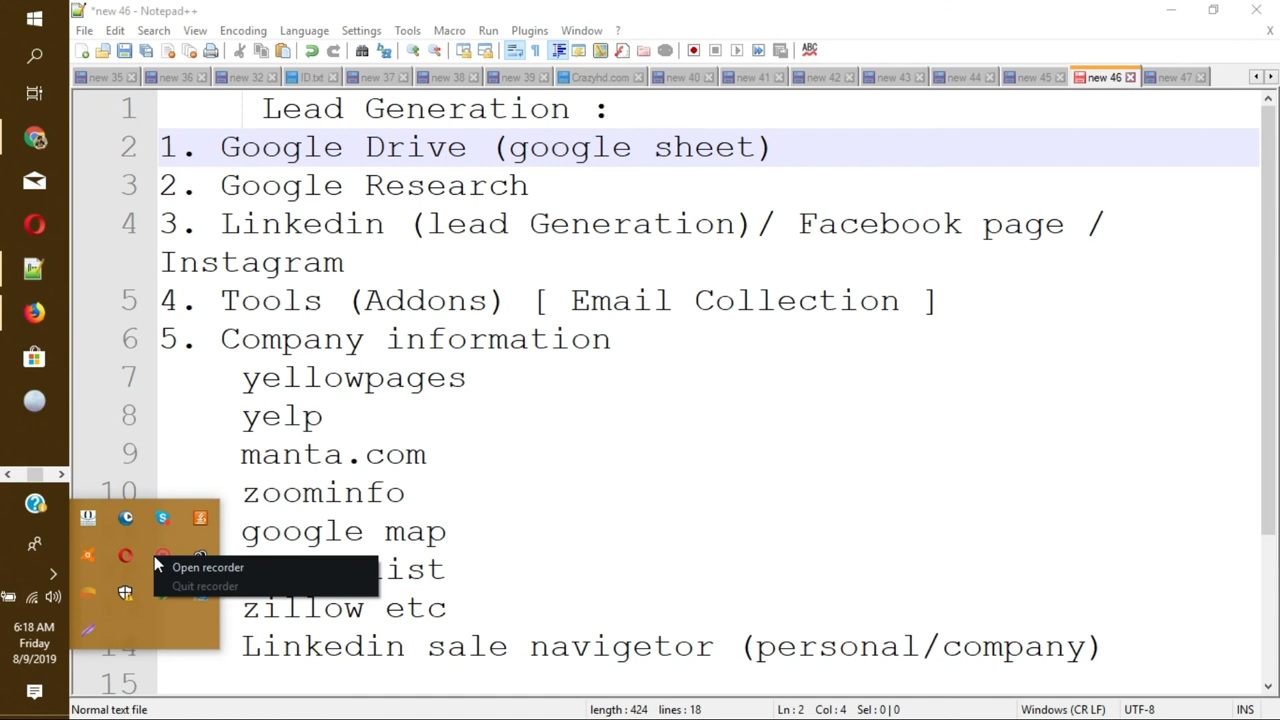 *new 46 - Notepad++
File Edit Search View Encoding Language Settings Tools Macro Run Plugins Window ? X
new 35 new 36 new 32 ID.txt new 37 new 38 new 39 Crazyhd.com new 40 new 41 new 42 new 43 new 44 new 45 new 46 new 47
1 Lead Generation :
2 1. Google Drive (google sheet)
3 2. Google Research
4 3. Linkedin (lead Generation)/ Facebook page /
Instagram
5 4. Tools (Addons) [ Email Collection ]
6 5. Company information
7 yellowpages
8 yelp
9 manta.com
10 zoominfo
google map
list
zillow etc
14 Linkedin sale navigetor (personal/company)
15
Open recorder
Quit recorder
6:18 AM
Friday
8/9/2019
Normal text file length : 424 lines : 18 Ln : 2 Col : 4 Sel : 0 | 0 Windows (CR LF) UTF-8 INS